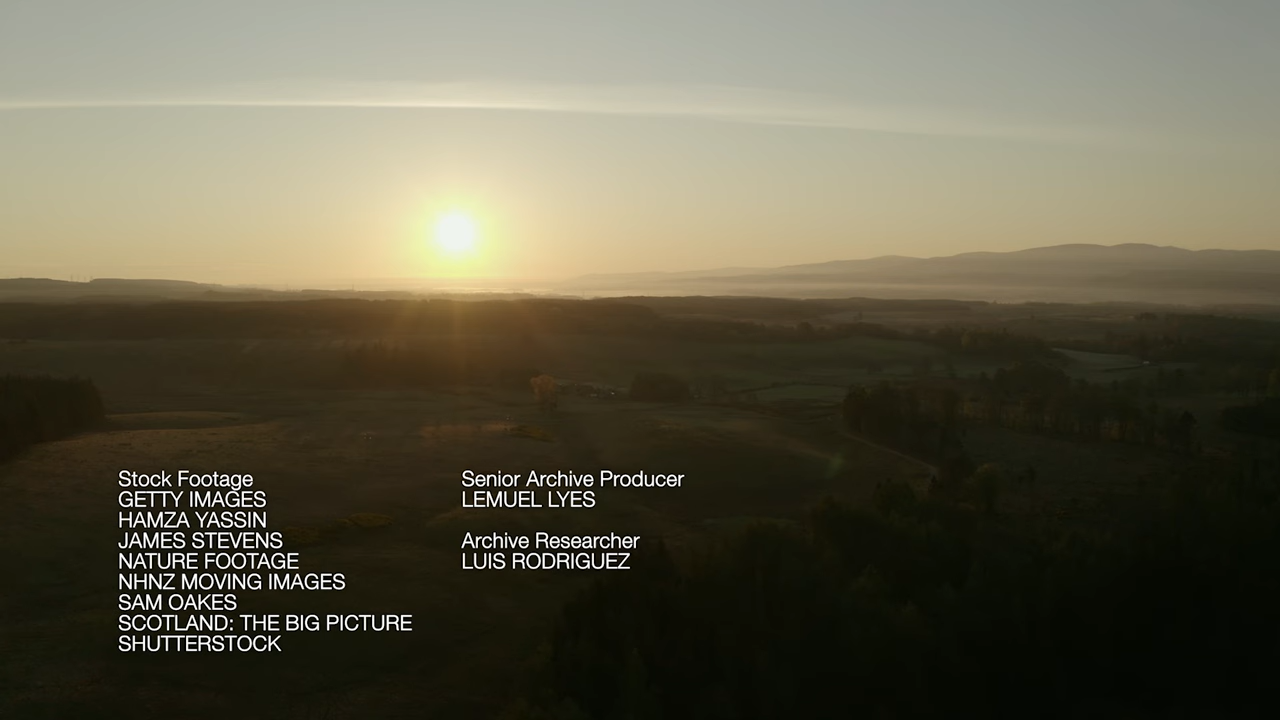 Stock Footage
GETTY IMAGES
HAMZA YASSIN
JAMES STEVENS
NATURE FOOTAGE
NHNZ MOVING IMAGES
SAM OAKES
SCOTLAND: THE BIG PICTURE
SHUTTERSTOCK
Senior Archive Producer
LEMUEL LYES
Archive Researcher
LUIS RODRIGUEZ